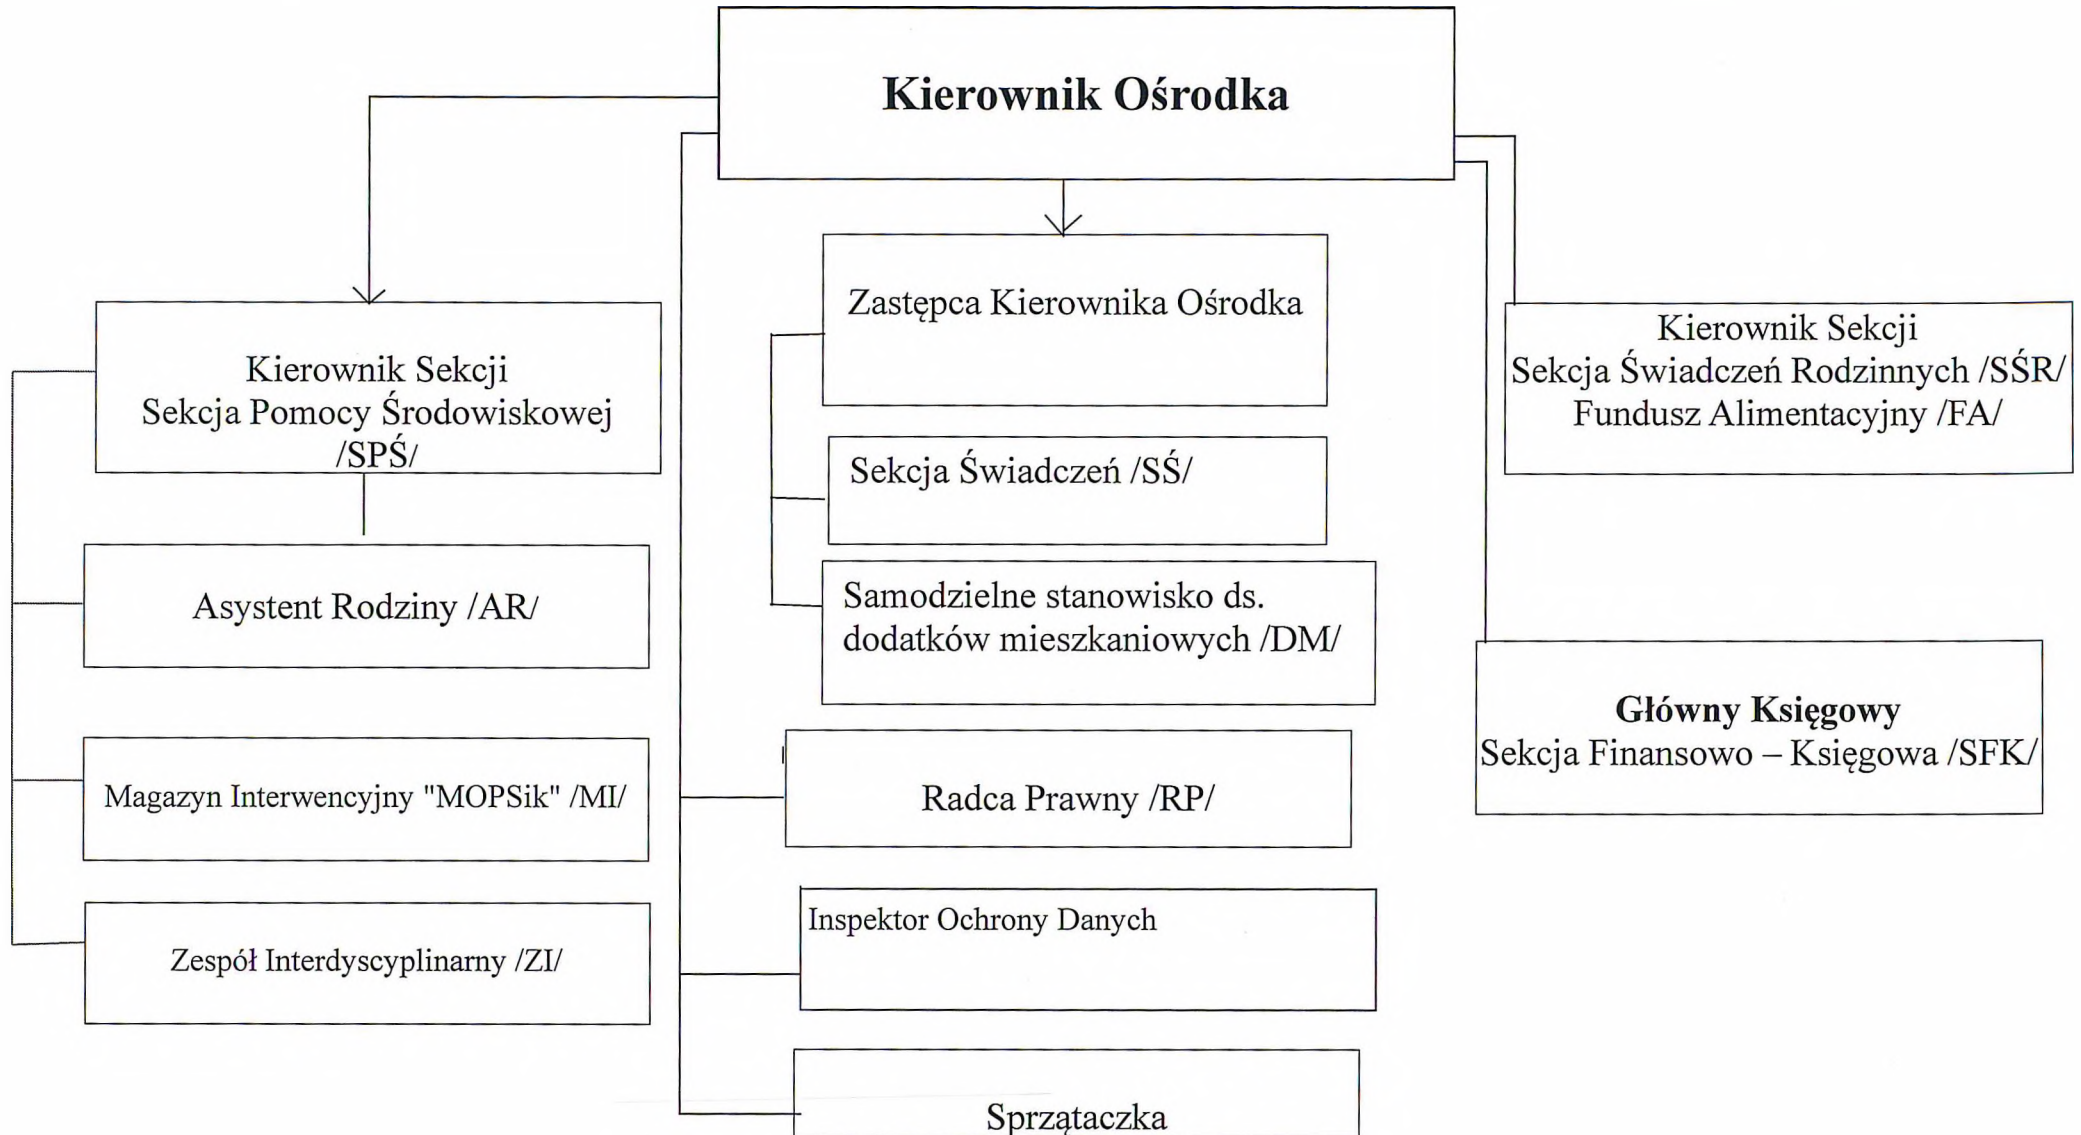 Kierownik Ośrodka
Kierownik Sekcji
Sekcja Pomocy Środowiskowej
/SPŚ/
Asystent Rodziny /AR/
Magazyn Interwencyjny "MOPSik" /MI/
Zespół Interdyscyplinarny /ZI/
Zastępca Kierownika Ośrodka
Sekcja Świadczeń /SŚ/
Samodzielne stanowisko ds.
dodatków mieszkaniowych /DM/
Radca Prawny /RP/
Inspektor Ochrony Danych
Sprzątaczka
Kierownik Sekcji
Sekcja Świadczeń Rodzinnych /SŚR/
Fundusz Alimentacyjny /FA/
Główny Księgowy
Sekcja Finansowo – Księgowa /SFK/